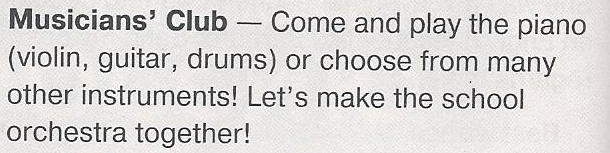 Musicians’ Club — Come and play the piano
(violin, guitar, drums) or choose from many
other instruments! Let’s make the school
orchestra together!